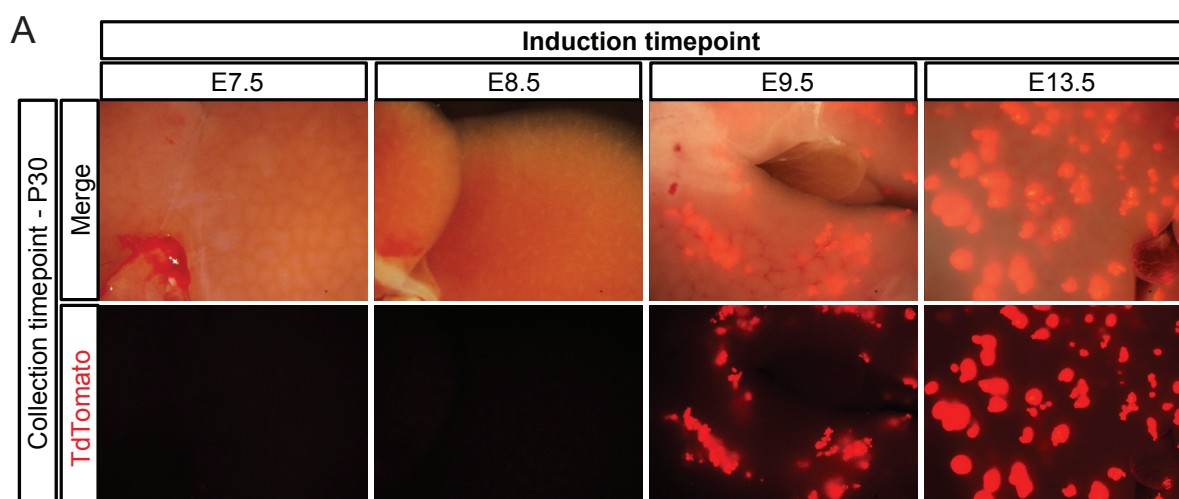 A
Induction timepoint
E7.5
E8.5
E9.5
E13.5
Collection timepoint - P30
Merge
TdTomato